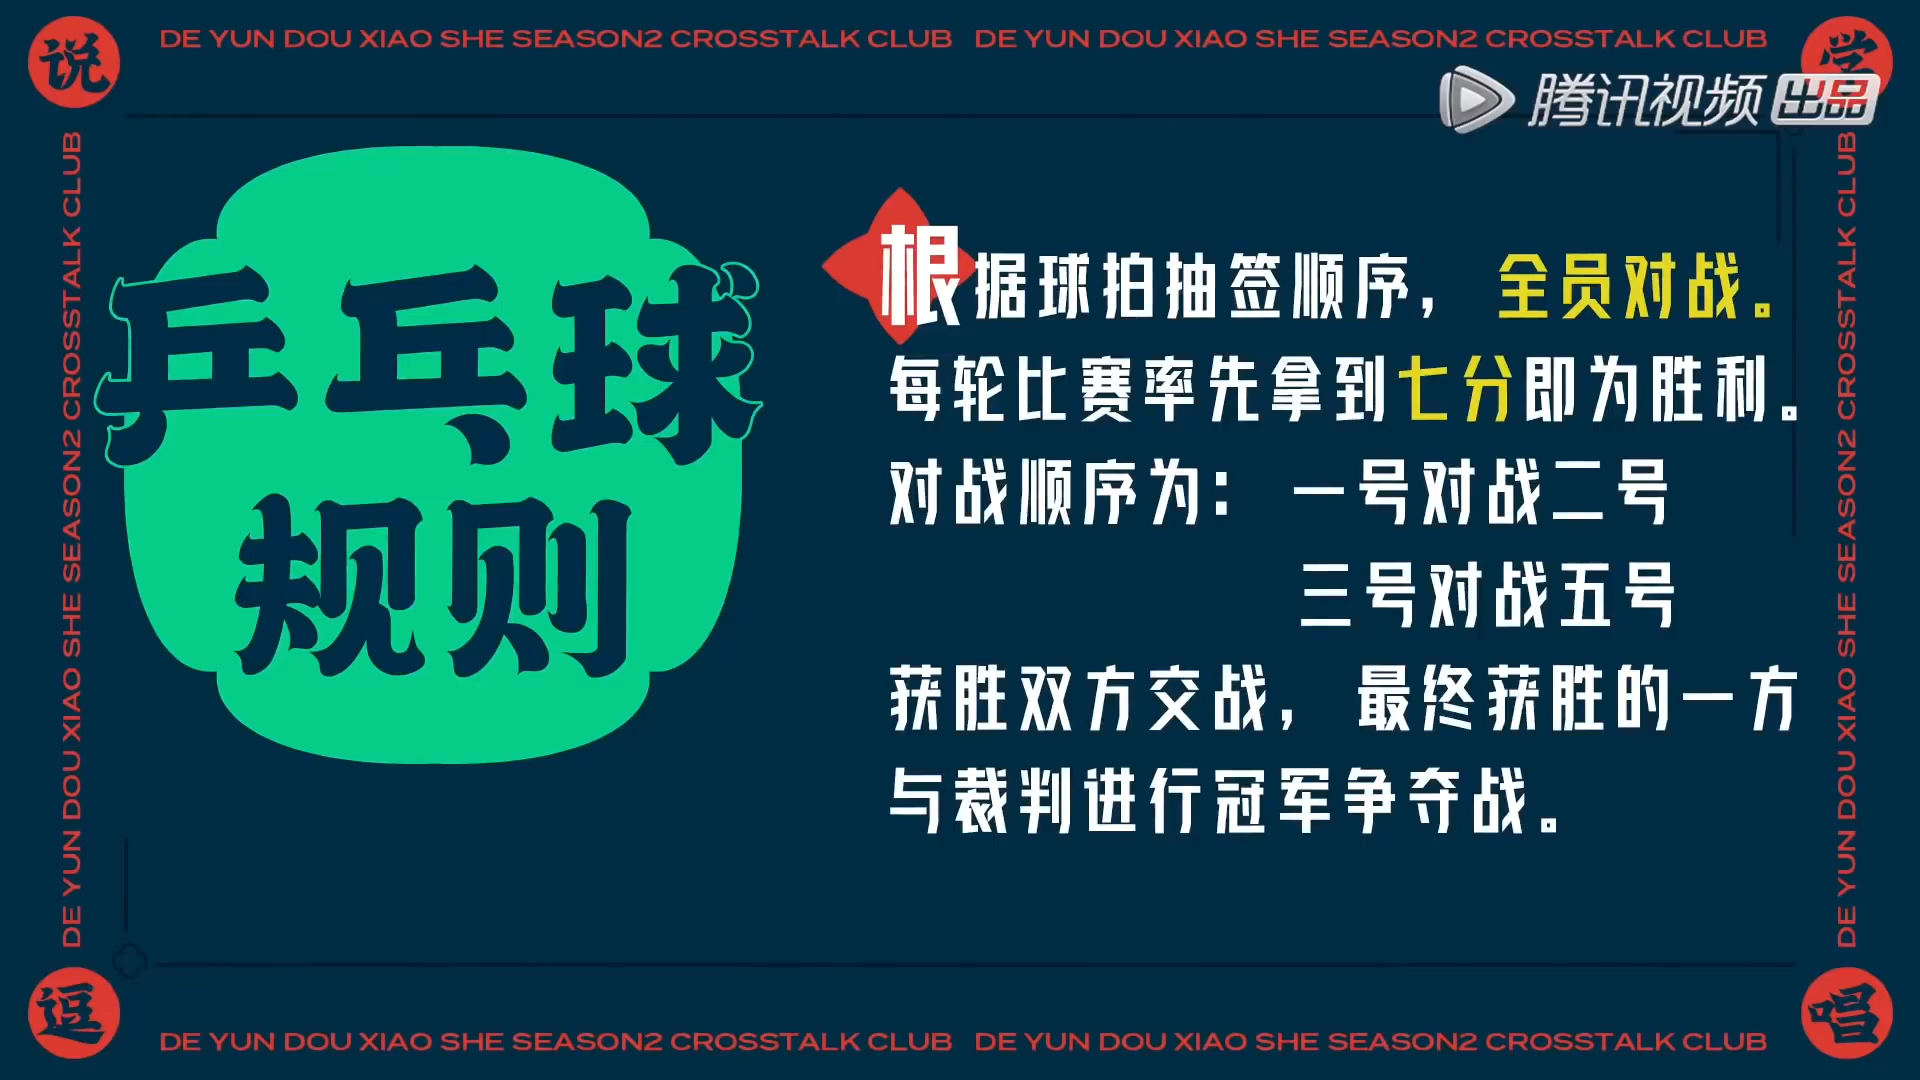 说
DE YUN DOU XIAO SHE SEASON2 CROSSTALK CLUB
DE YUN DOU XIAO SHE SEASON2 CROSSTALK CLUB
学
腾讯视频 出品
DE YUN DOU XIAO SHE SEASON2 CROSSTALK CLUB
乒乓球
规则
根据球拍抽签顺序，全员对战。
每轮比赛率先拿到七分即为胜利。
对战顺序为：一号对战二号
三号对战五号
获胜双方交战，最终获胜的一方
与裁判进行冠军争夺战。
DE YUN DOU XIAO SHE SEASON2 CROSSTALK CLUB
逗
DE YUN DOU XIAO SHE SEASON2 CROSSTALK CLUB
DE YUN DOU XIAO SHE SEASON2 CROSSTALK CLUB
唱